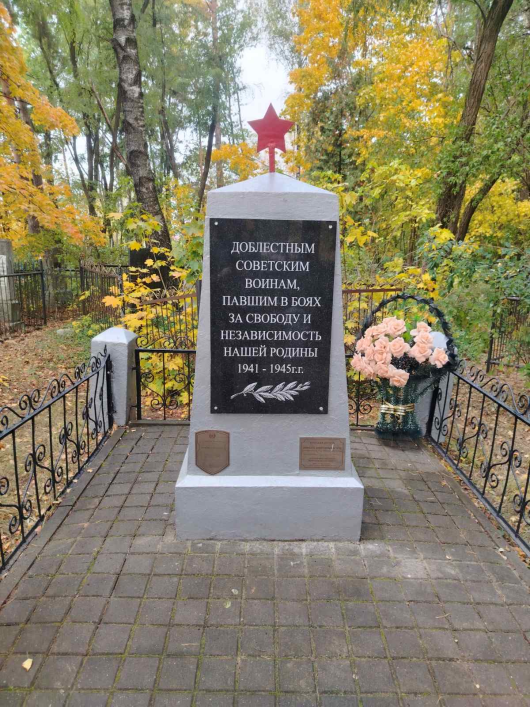 ДОБЛЕСТНЫМ
СОВЕТСКИМ
ВОИНАМ,
ПАВШИМ В БОЯХ
ЗА СВОБОДУ И
НЕЗАВИСИМОСТЬ
НАШЕЙ РОДИНЫ
1941 - 1945г.г.